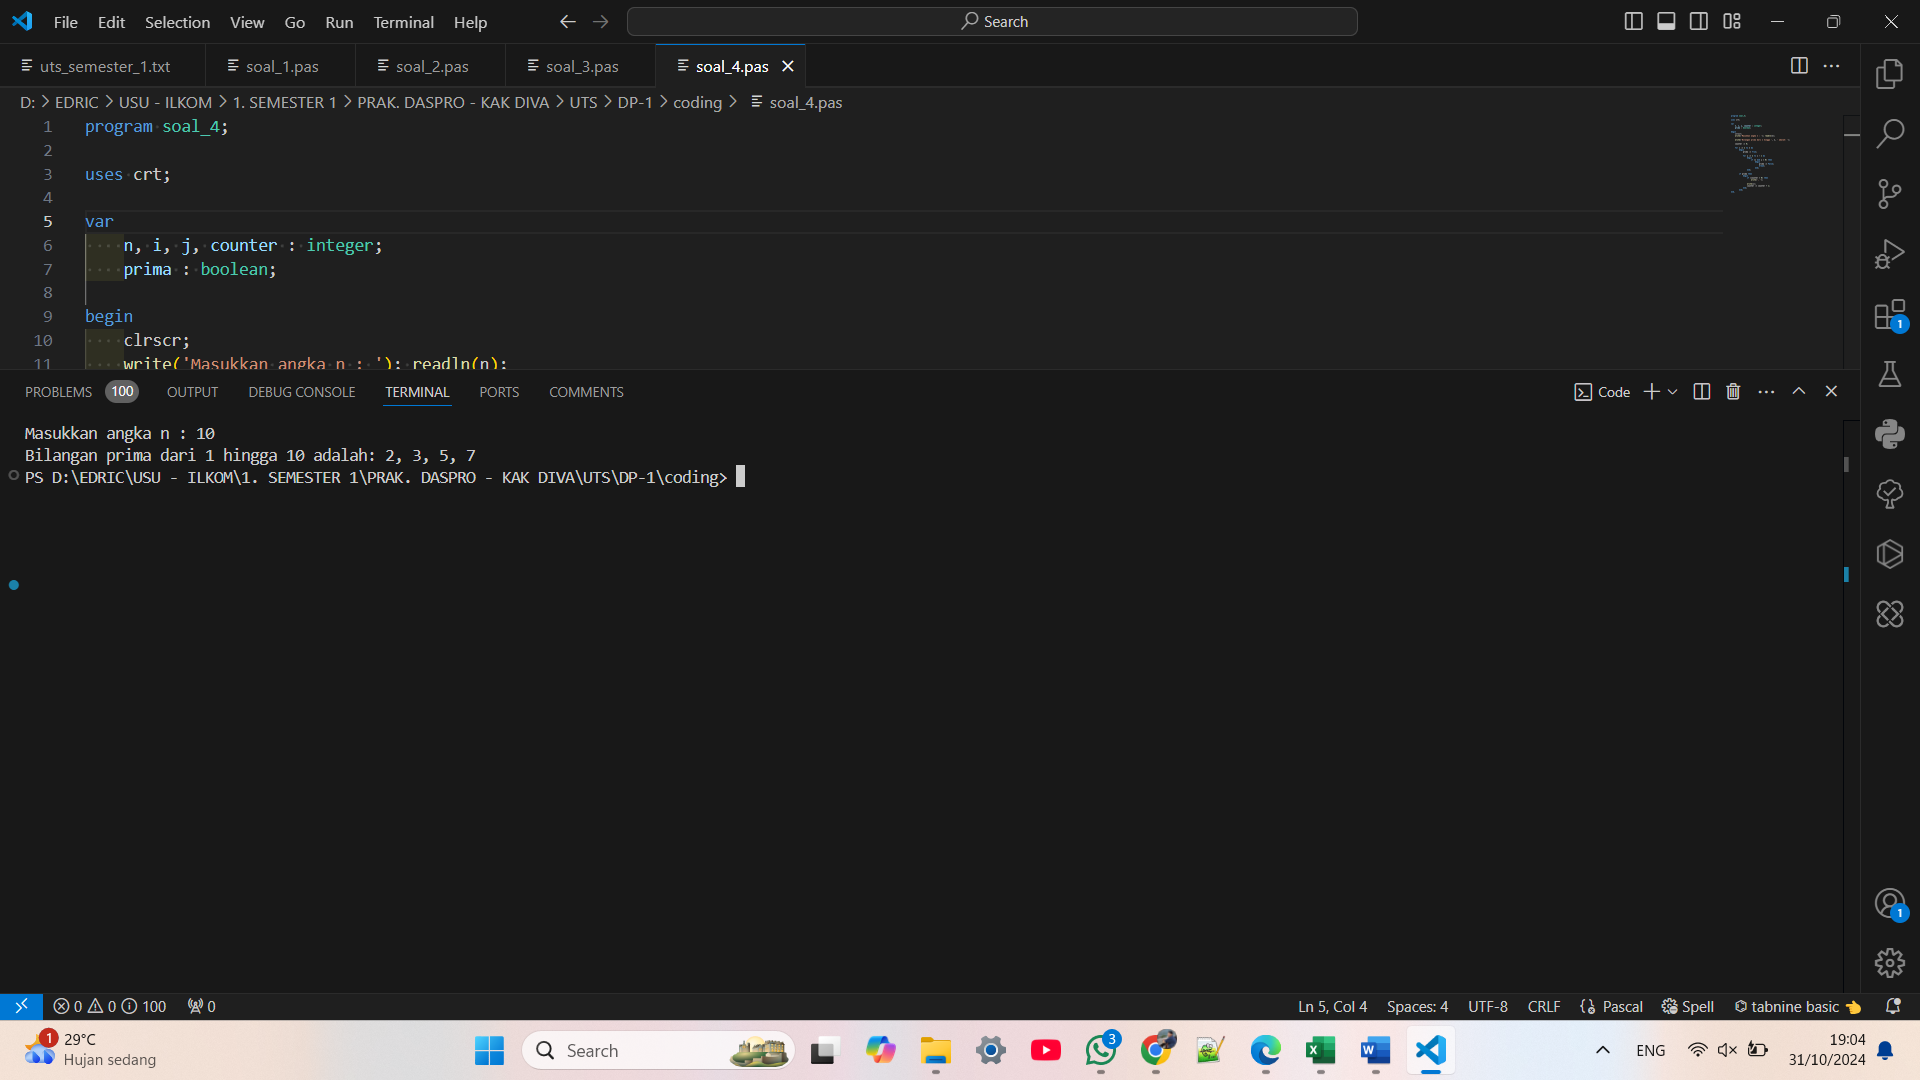 File Edit Selection View Go Run Terminal Help
Search
uts_semester_1.txt
soal_1.pas
soal_2.pas
soal_3.pas
soal_4.pas
D: > EDRIC > USU - ILKOM > 1. SEMESTER 1 > PRAK. DASPRO - KAK DIVA > UTS > DP-1 > coding > soal_4.pas
1 program soal_4;
2
3 uses crt;
4
5 var
6 n, i, j, counter : integer;
7 prima : boolean;
8
9 begin
10 clrscr;
11 write('Masukkan angka n : '); readln(n);
PROBLEMS 100 OUTPUT DEBUG CONSOLE TERMINAL PORTS COMMENTS
Code
Masukkan angka n : 10
Bilangan prima dari 1 hingga 10 adalah: 2, 3, 5, 7
PS D:\EDRIC\USU - ILKOM\1. SEMESTER 1\PRAK. DASPRO - KAK DIVA\UTS\DP-1\coding>
1
1
0 0 100 0
Ln 5, Col 4 Spaces: 4 UTF-8 CRLF Pascal Spell tabnine basic
1
29°C
Hujan sedang
Search
3
ENG
19:04
31/10/2024